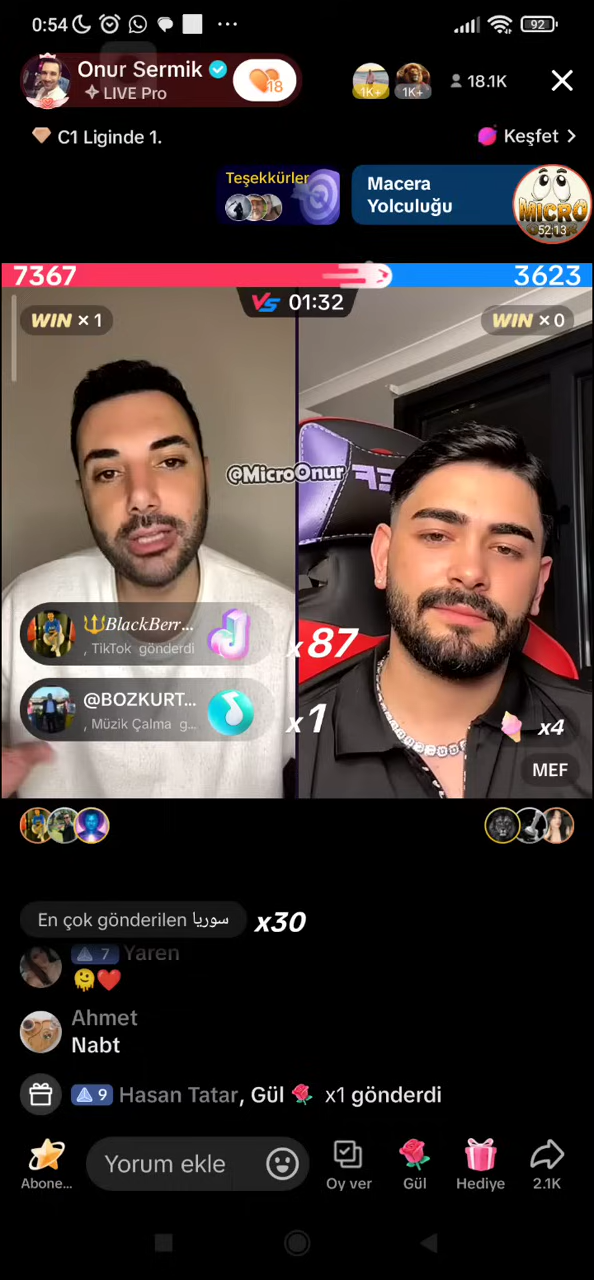 0:54
92
Onur Sermik
LIVE Pro
18
1K+
1K+
18.1K
C1 Liginde 1.
Keşfet
Teşekkürler
Macera
Yolculuğu
MICRO
52:13
7367
3623
VS 01:32
WIN x 1
WIN x 0
@MicroOnur
BlackBerr...
, TikTok gönderdi
x87
@BOZKURT...
, Müzik Çalma g...
x1
x4
MEF
En çok gönderilen سوريا x30
7 Yaren
🫠❤️
Ahmet
Nabt
9 Hasan Tatar, Gül 🌹 x1 gönderdi
Yorum ekle
Abone...
Oy ver
Gül
Hediye
2.1K